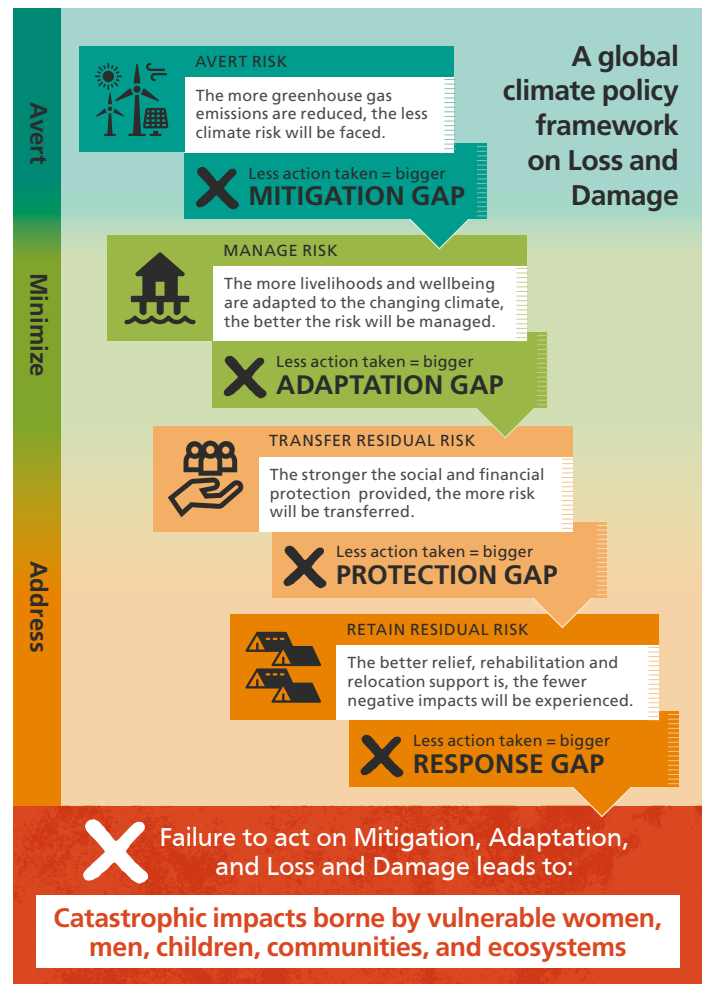 A global
climate policy
framework
on Loss and
Damage
Avert
AVERT RISK
The more greenhouse gas
emissions are reduced, the less
climate risk will be faced.
Less action taken = bigger
MITIGATION GAP
Minimize
MANAGE RISK
The more livelihoods and wellbeing
are adapted to the changing climate,
the better the risk will be managed.
Less action taken = bigger
ADAPTATION GAP
Address
TRANSFER RESIDUAL RISK
The stronger the social and financial
protection provided, the more risk
will be transferred.
Less action taken = bigger
PROTECTION GAP
RETAIN RESIDUAL RISK
The better relief, rehabilitation and
relocation support is, the fewer
negative impacts will be experienced.
Less action taken = bigger
RESPONSE GAP
Failure to act on Mitigation, Adaptation,
and Loss and Damage leads to:
Catastrophic impacts borne by vulnerable women,
men, children, communities, and ecosystems